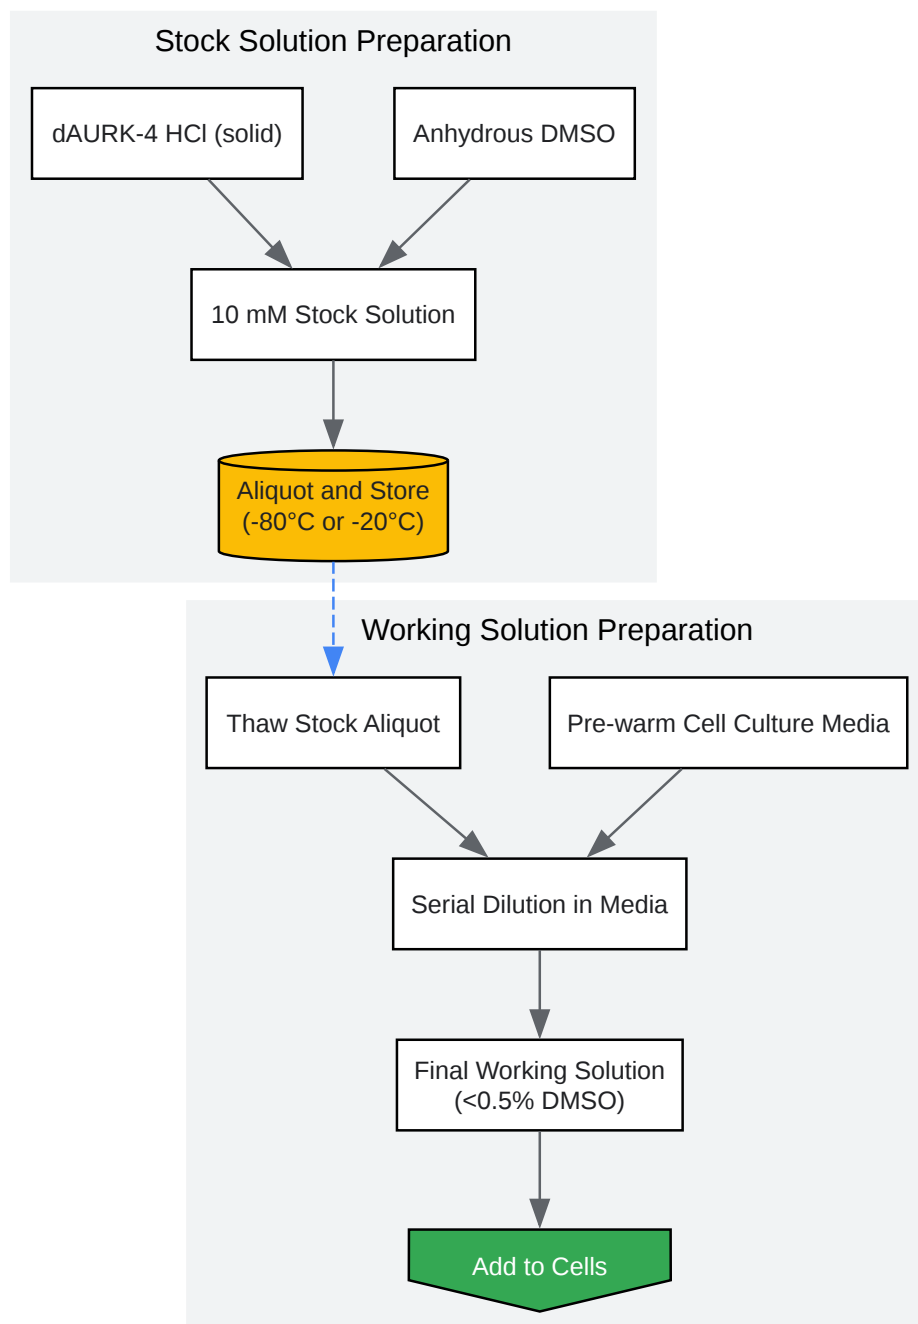 Stock Solution Preparation
dAURK-4 HCl (solid)
Anhydrous DMSO
10 mM Stock Solution
Aliquot and Store
(-80°C or -20°C)
Working Solution Preparation
Thaw Stock Aliquot
Pre-warm Cell Culture Media
Serial Dilution in Media
Final Working Solution
(<0.5% DMSO)
Add to Cells